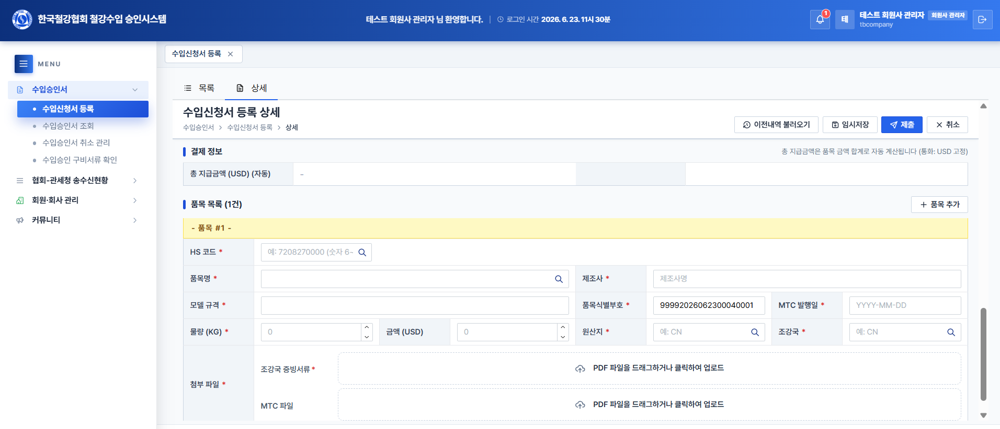 한국철강협회 철강수입 승인시스템
테스트 회원사 관리자 님 환영합니다. | 로그인 시간 2026. 6. 23. 11시 30분
1
테
테스트 회원사 관리자 회원사 관리자
tbcompany
MENU
수입승인서
수입신청서 등록
수입승인서 조회
수입승인서 취소 관리
수입승인 구비서류 확인
협회-관세청 송수신현황
회원·회사 관리
커뮤니티
수입신청서 등록
목록
상세
수입신청서 등록 상세
수입승인서 > 수입신청서 등록 > 상세
이전내역 불러오기
임시저장
제출
취소
결제 정보
총 지급금액은 품목 금액 합계로 자동 계산됩니다 (통화: USD 고정)
총 지급금액 (USD) (자동)
-
품목 목록 (1건)
품목 추가
- 품목 #1 -
HS 코드 *
예: 7208270000 (숫자 6~
품목명 *
제조사 *
제조사명
모델 규격 *
품목식별부호 *
99992026062300040001
MTC 발행일 *
YYYY-MM-DD
물량 (KG) *
0
금액 (USD)
0
원산지 *
예: CN
조강국 *
예: CN
첨부 파일 *
조강국 증빙서류 *
PDF 파일을 드래그하거나 클릭하여 업로드
MTC 파일
PDF 파일을 드래그하거나 클릭하여 업로드